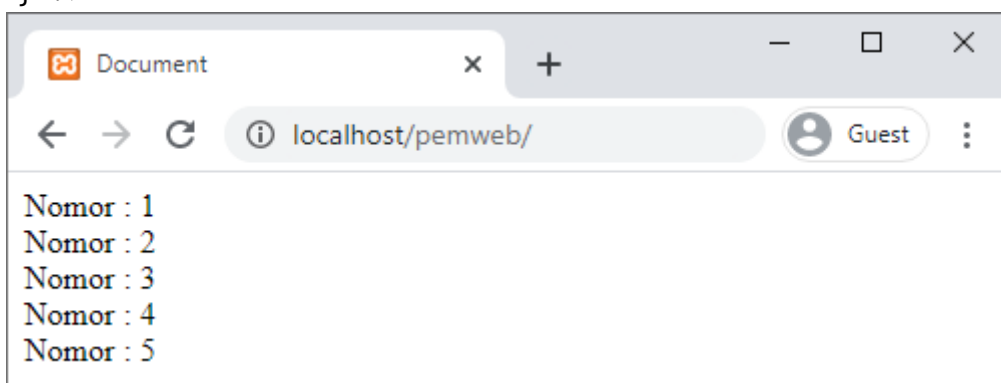 Document
localhost/pemweb/
Guest
Nomor : 1
Nomor : 2
Nomor : 3
Nomor : 4
Nomor : 5